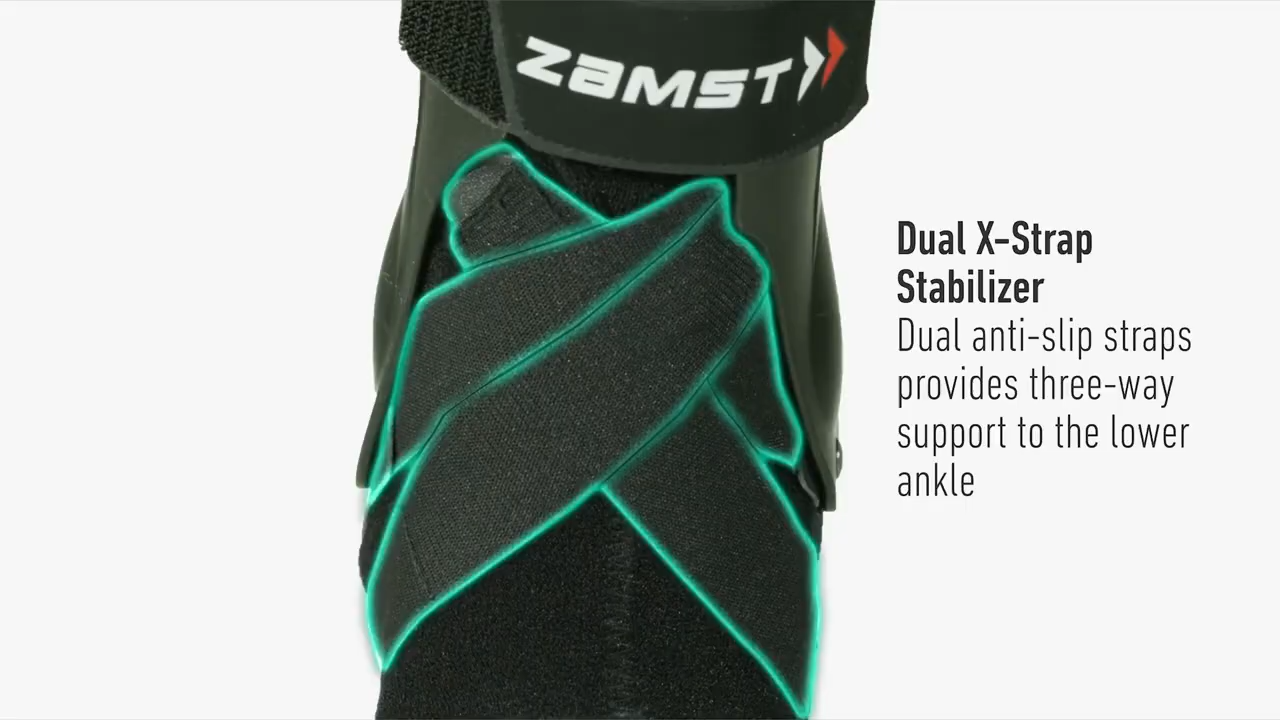 ZAMST
Dual X-Strap
Stabilizer
Dual anti-slip straps
provides three-way
support to the lower
ankle